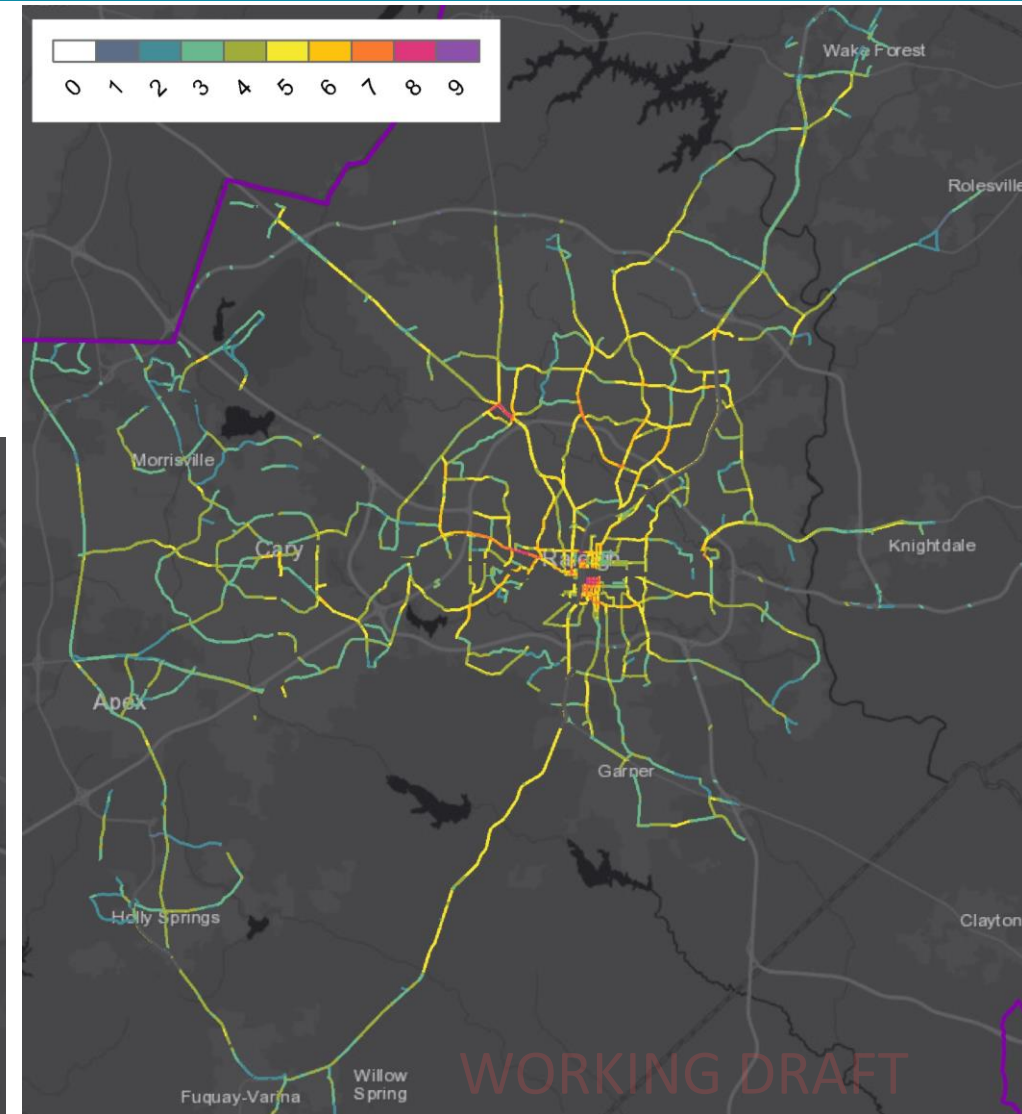 0 1 2 3 4 5 6 7 8 9
Wake Forest
Rolesville
Morrisville
Cary
Raleigh
Knightdale
Apex
Garner
Holly Springs
Clayton
WORKING DRAFT
Willow
Spring
Fuquay-Varina